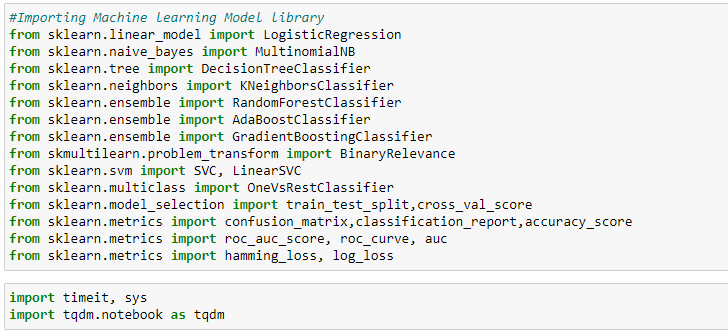 #Importing Machine learning Model library
from sklearn.linear_model import LogisticRegression
from sklearn.naive_bayes import MultinomialNB
from sklearn.tree import DecisionTreeClassifier
from sklearn.neighbors import KNeighborsClassifier
from sklearn.ensemble import RandomForestClassifier
from sklearn.ensemble import AdaBoostClassifier
from sklearn.ensemble import GradientBoostingClassifier
from skmultilearn.problem_transform import BinaryRelevance
from sklearn.svm import SVC, LinearSVC
from sklearn.multiclass import OneVsRestClassifier
from sklearn.model_selection import train_test_split,cross_val_score
from sklearn.metrics import confusion_matrix,classification_report,accuracy_score
from sklearn.metrics import roc_auc_score, roc_curve, auc
from sklearn.metrics import hamming_loss, log_loss
import timeit, sys
import tqdm.notebook as tqdm